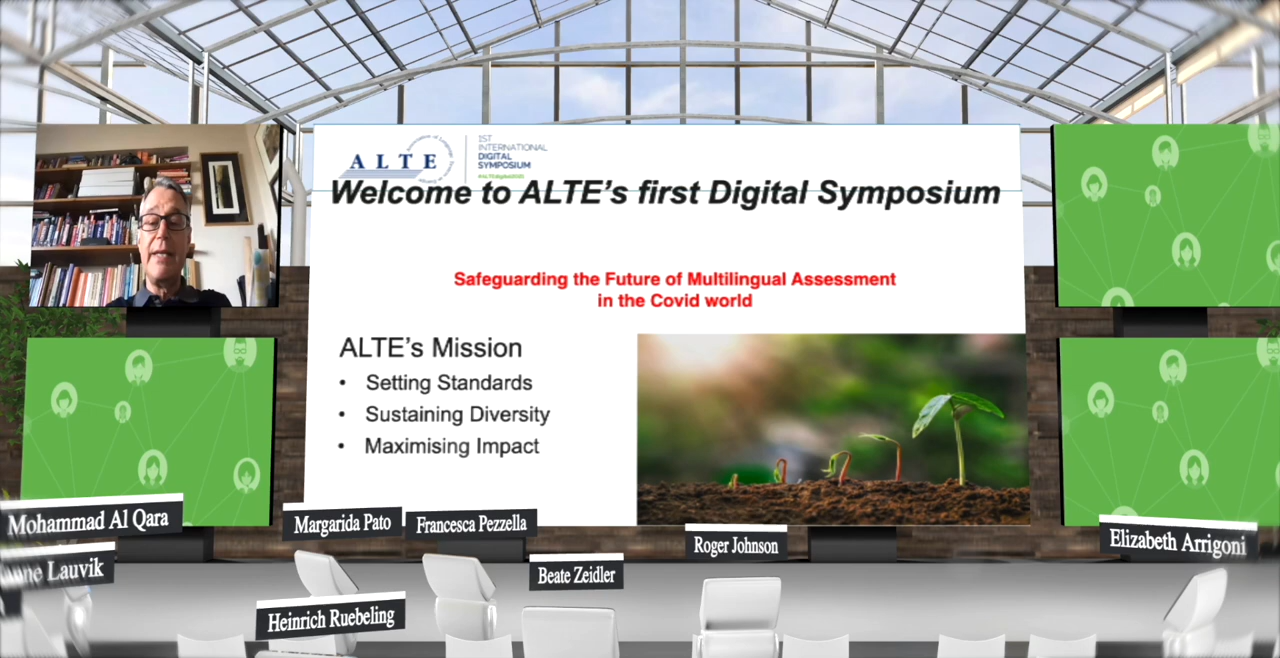 ALTE
1ST
INTERNATIONAL
DIGITAL
SYMPOSIUM
Welcome to ALTE's first Digital Symposium
Safeguarding the Future of Multilingual Assessment
in the Covid world
ALTE's Mission
• Setting Standards
• Sustaining Diversity
• Maximising Impact
Mohammad Al Qara
Margarida Pato
Francesca Pezzella
Roger Johnson
Elizabeth Arrigoni
Lauvik
Beate Zeidler
Heinrich Ruebeling